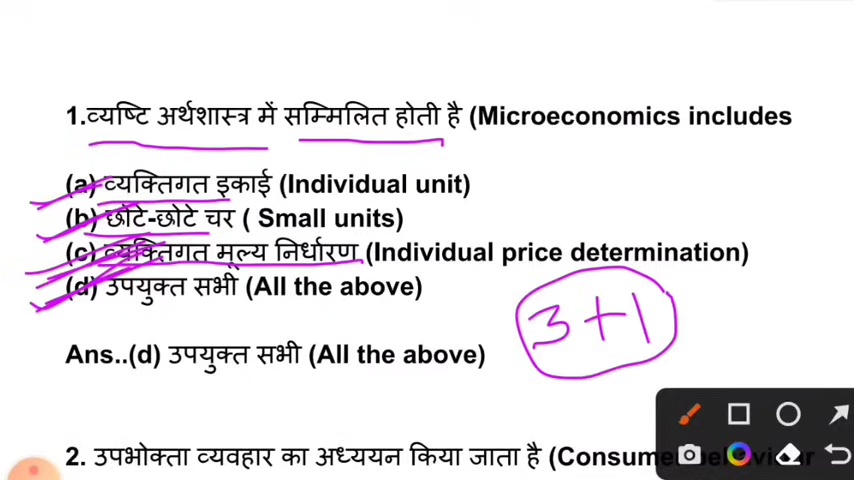 1.व्यष्टि अर्थशास्त्र में सम्मिलित होती है (Microeconomics includes
(a) व्यक्तिगत इकाई (Individual unit)
(b) छोटे-छोटे चर ( Small units)
(c) व्यक्तिगत मूल्य निर्धारण (Individual price determination)
(d) उपयुक्त सभी (All the above)
3+1
Ans..(d) उपयुक्त सभी (All the above)
2. उपभोक्ता व्यवहार का अध्ययन किया जाता है (Consumer